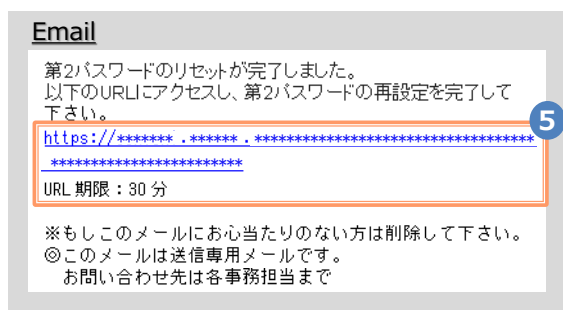 Email
第2パスワードのリセットが完了しました。
以下のURLにアクセスし、第2パスワードの再設定を完了して
下さい。
5
https://*******.******.***********************************
************************
URL期限：30分
※もしこのメールにお心当たりのない方は削除して下さい。
◎このメールは送信専用メールです。
お問い合わせ先は各事務担当まで